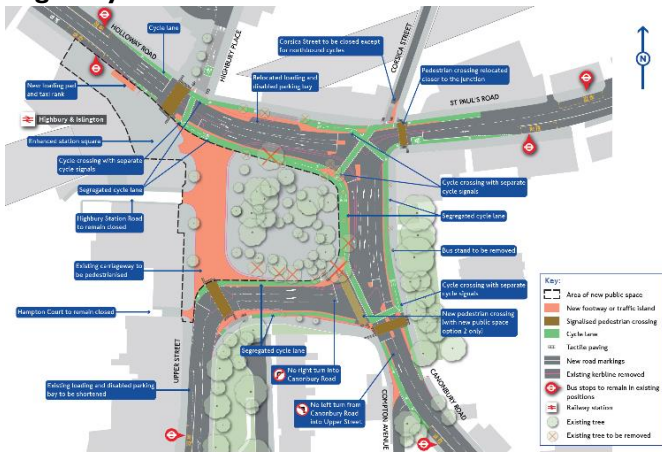 HOLLOWAY ROAD
Cycle lane
HIGHBURY PLACE
Corsica Street to be closed except
for northbound cycles
CORSICA STREET
Relocated loading and
disabled parking bay
Pedestrian crossing relocated
closer to the junction
ST PAUL'S ROAD
N
New loading pad
and taxi rank
Highbury & Islington
Enhanced station square
Cycle crossing with separate
cycle signals
Segregated cycle lane
Highbury Station Road
to remain closed
Existing carriageway to
be pedestrianised
Hampton Court to remain closed
UPPER STREET
Existing loading and disabled parking
bay to be shortened
Segregated cycle lane
No right turn into
Canonbury Road
No left turn from
Canonbury Road
into Upper Street
COMPTON AVENUE
CANONBURY ROAD
Cycle crossing with separate
cycle signals
Segregated cycle lane
Bus stand to be removed
Cycle crossing with separate
cycle signals
New pedestrian crossing
(with new public space
option 2 only)
Key:
Area of new public space
New footway or traffic island
Signalised pedestrian crossing
Cycle lane
Tactile paving
New road markings
Existing kerbline removed
Bus stops to remain in existing
positions
Railway station
Existing tree
Existing tree to be removed